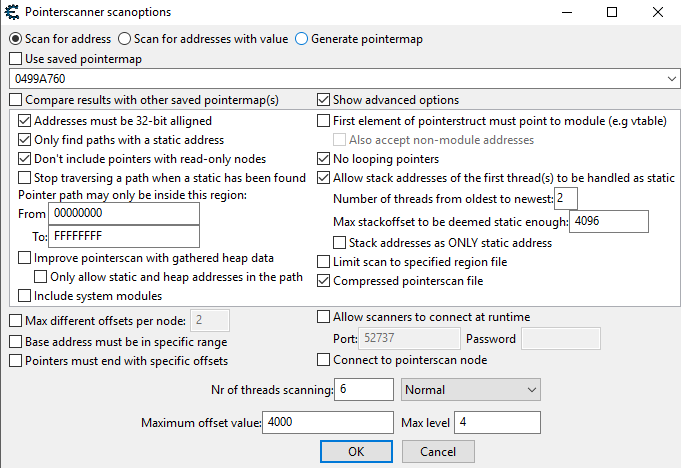 Pointerscanner scanoptions
Scan for address Scan for addresses with value Generate pointermap
Use saved pointermap
0499A760
Compare results with other saved pointermap(s) Show advanced options
Addresses must be 32-bit alligned First element of pointerstruct must point to module (e.g vtable)
Only find paths with a static address Also accept non-module addresses
Don't include pointers with read-only nodes No looping pointers
Stop traversing a path when a static has been found Allow stack addresses of the first thread(s) to be handled as static
Pointer path may only be inside this region: Number of threads from oldest to newest: 2
From 00000000 Max stackoffset to be deemed static enough: 4096
To: FFFFFFFF Stack addresses as ONLY static address
Improve pointerscan with gathered heap data Limit scan to specified region file
Only allow static and heap addresses in the path Compressed pointerscan file
Include system modules
Max different offsets per node: 2 Allow scanners to connect at runtime
Base address must be in specific range Port: 52737 Password
Pointers must end with specific offsets Connect to pointerscan node
Nr of threads scanning: 6 Normal
Maximum offset value: 4000 Max level 4
OK Cancel